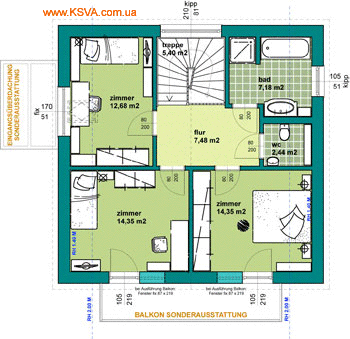 www.KSVA.com.ua
kipp
210
81
treppe
5,40 m2
zimmer
12,68 m2
bad
7,18 m2
105
51
kipp
EINGANGSÜBERDACHUNG
SONDERAUSSTATTUNG
fix
170
51
80
200
80
200
flur
7,48 m2
80
200
wc
2,44 m2
80
200
80
200
zimmer
14,35 m2
zimmer
14,35 m2
RH 1.40 M
RH 1.40 M
105
219
bei Ausführung Balkon
Fenster fix 87 x 219
bei Ausführung Balkon
Fenster fix 87 x 219
105
219
RH 2.00 M
RH 2.00 M
BALKON SONDERAUSSTATTUNG